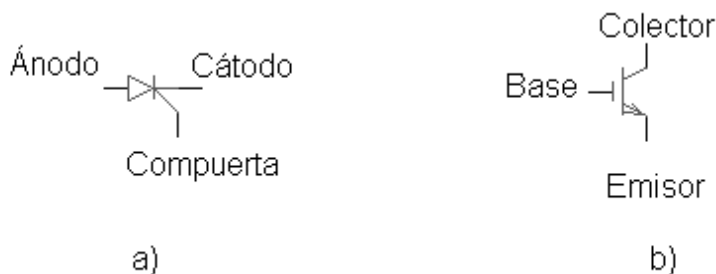 Ánodo
Cátodo
Compuerta
a)
Colector
Base
Emisor
b)